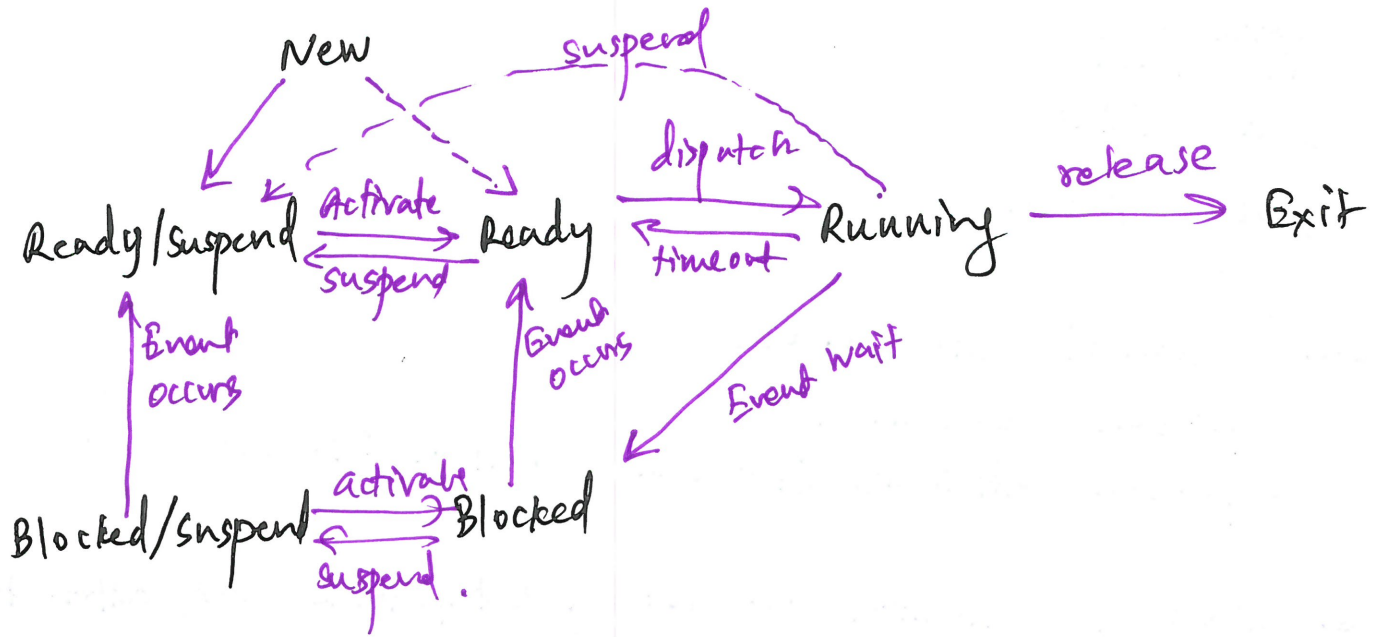 New
suspend
dispatch
release
Activate
Ready/suspend
Ready
Running
Exit
suspend
timeout
Event
occurs
Event
occurs
Event wait
activate
Blocked/suspend
Blocked
suspend.